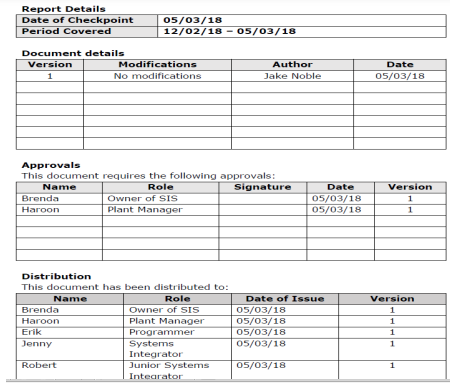 Report Details
Date of Checkpoint 05/03/18
Period Covered 12/02/18 – 05/03/18
Document details
Version Modifications Author Date
1 No modifications Jake Noble 05/03/18
Approvals
This document requires the following approvals:
Name Role Signature Date Version
Brenda Owner of SIS 05/03/18 1
Haroon Plant Manager 05/03/18 1
Distribution
This document has been distributed to:
Name Role Date of Issue Version
Brenda Owner of SIS 05/03/18 1
Haroon Plant Manager 05/03/18 1
Erik Programmer 05/03/18 1
Jenny Systems 05/03/18 1
Integrator
Robert Junior Systems 05/03/18 1
Integrator